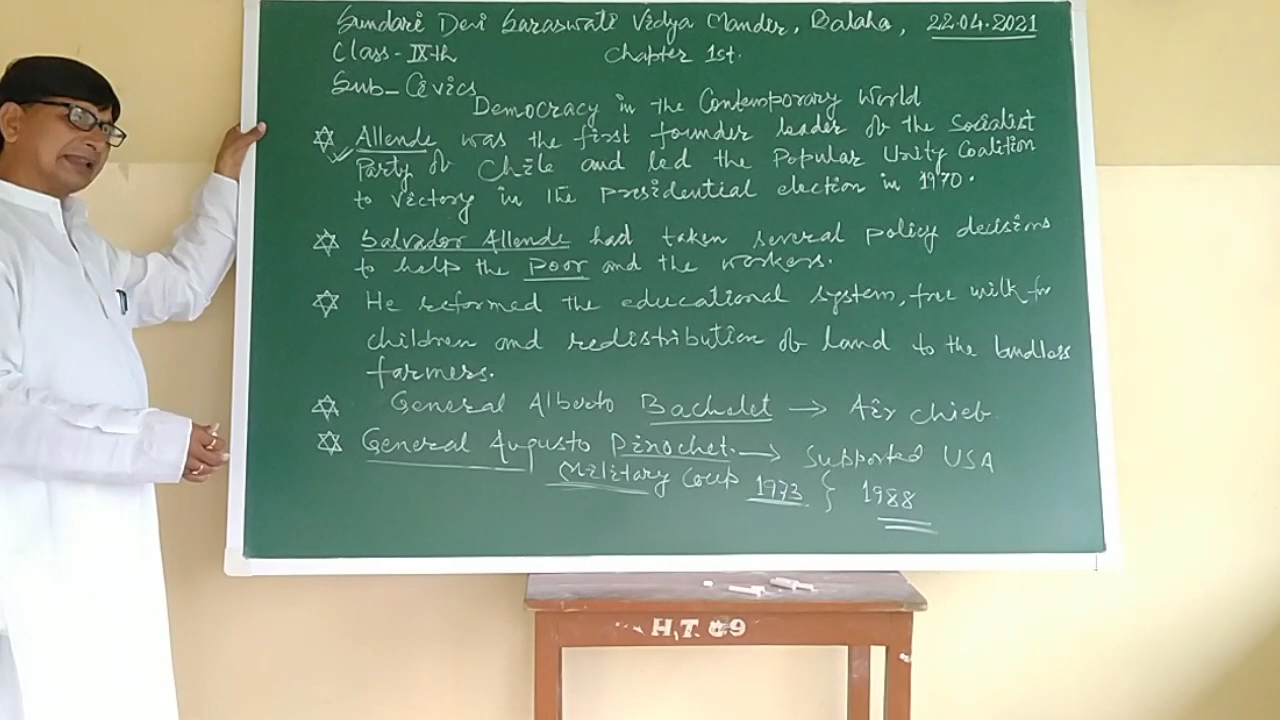 Sundari Devi Saraswati Vidya Mandir, Balaha, 22.04.2021
Class-IXth Chapter 1st.
Sub-Civics
Democracy in the Contemporary World
Allende was the first founder leader of the Socialist
Party of Chile and led the Popular Unity Coalition
to victory in the presidential election in 1970.
Salvador Allende had taken several policy decisions
to help the poor and the workers.
He reformed the educational system, free milk for
children and redistribution of land to the landless
farmers.
General Alberto Bachelet → Air chief
General Augusto Pinochet. → Supported USA
Military Coup 1973 } 1988
H.T. 09